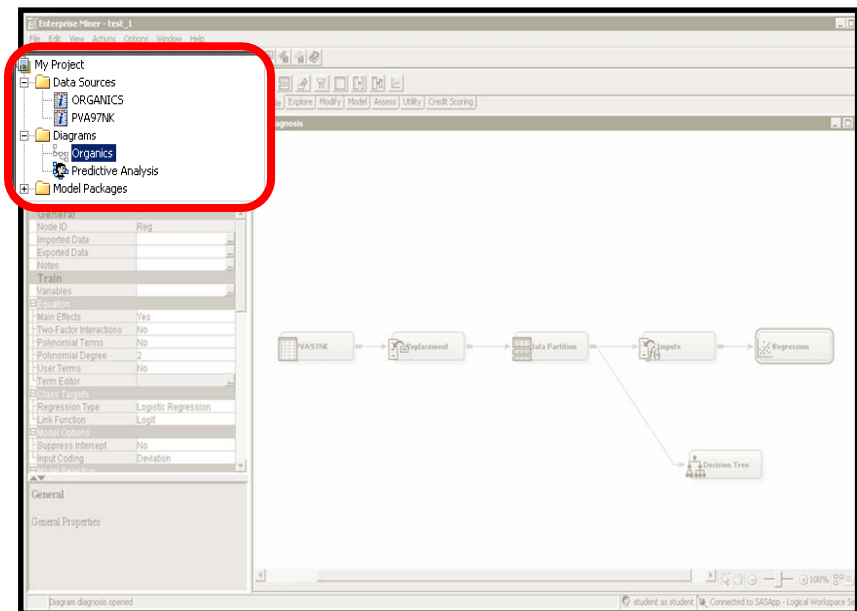 Enterprise Miner - test_1
File Edit View Actions Options Window Help
My Project
Data Sources
ORGANICS
PVA97NK
Diagrams
Organics
Predictive Analysis
Model Packages
Explore Modify Model Assess Utility Credit Scoring
General
Node ID Reg
Imported Data
Exported Data
Notes
Train
Variables
Equation
Main Effects Yes
Two-Factor Interactions No
Polynomial Terms No
Polynomial Degree 2
User Terms No
Term Editor
Class Targets
Regression Type Logistic Regression
Link Function Logit
Model Options
Suppress Intercept No
Input Coding Deviation
Model Selection
General
General Properties
PVA97NK
Replacement
Data Partition
Impute
Regression
Decision Tree
100%
Diagram diagnosis opened
student as student Connected to SASApp - Logical Workspace Se